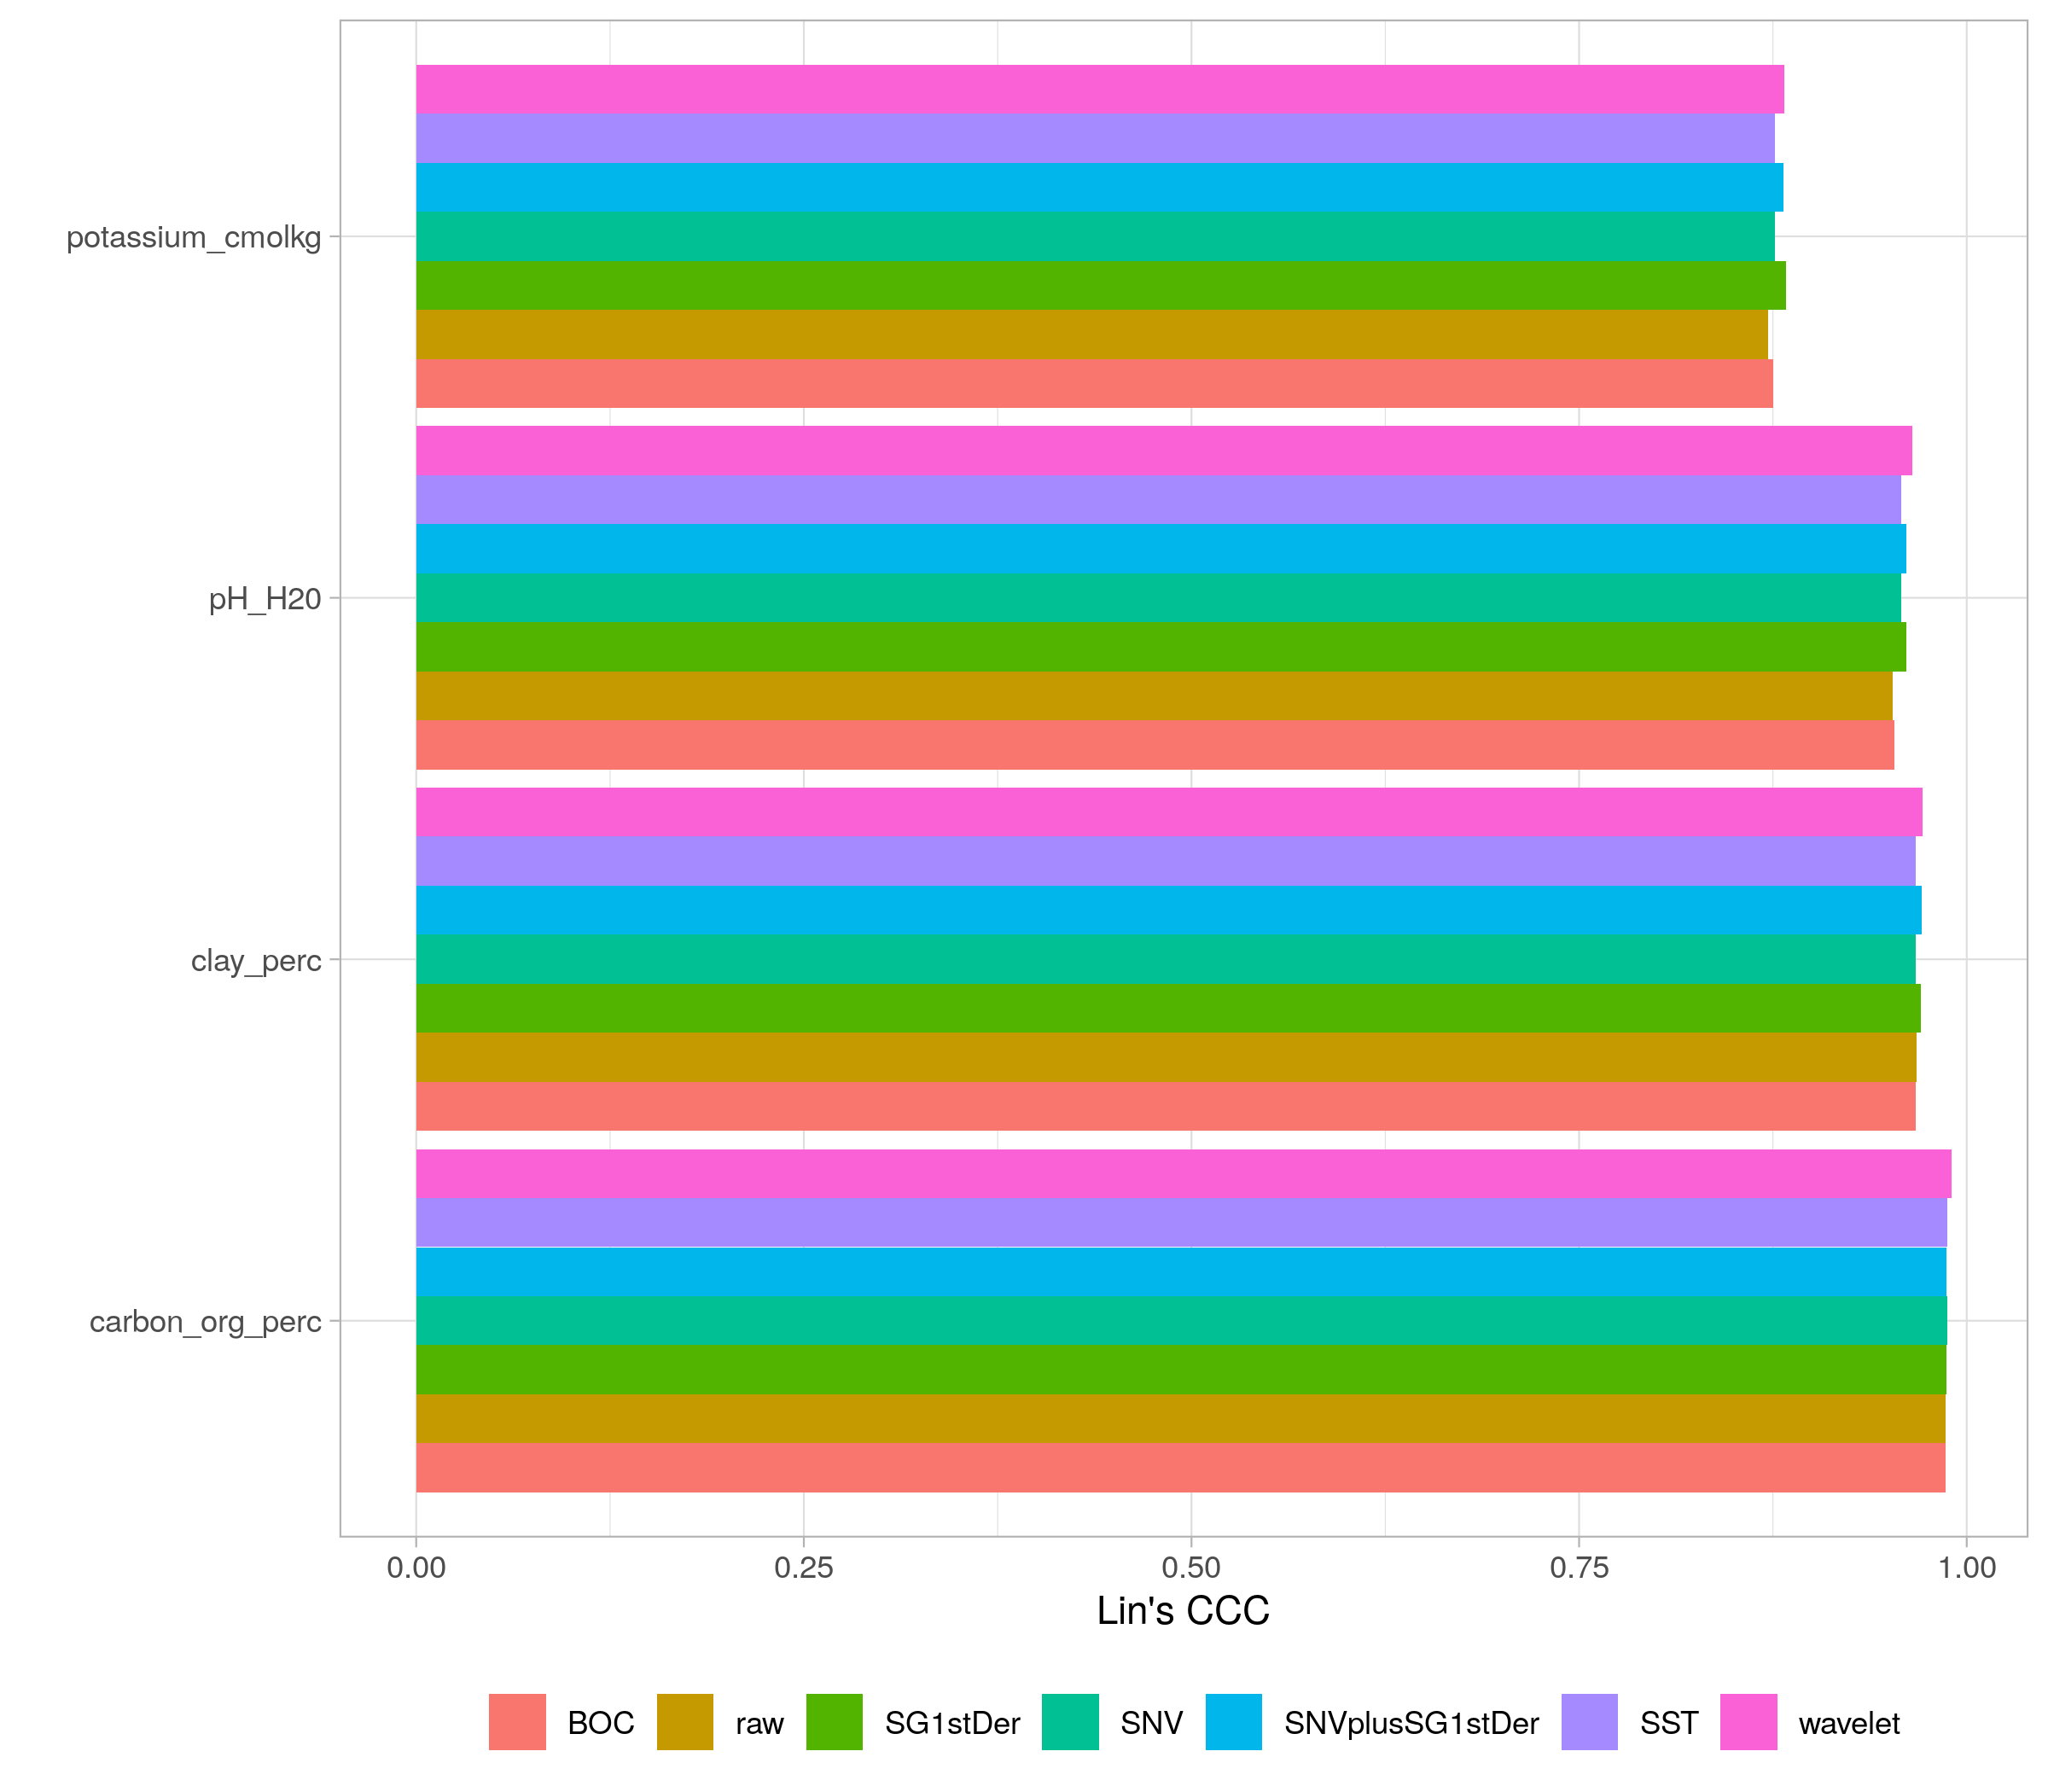 potassium_cmolkg
pH_H20
clay_perc
carbon_org_perc
0.00 0.25 0.50 0.75 1.00
Lin's CCC
BOC raw SG1stDer SNV SNVplusSG1stDer SST wavelet